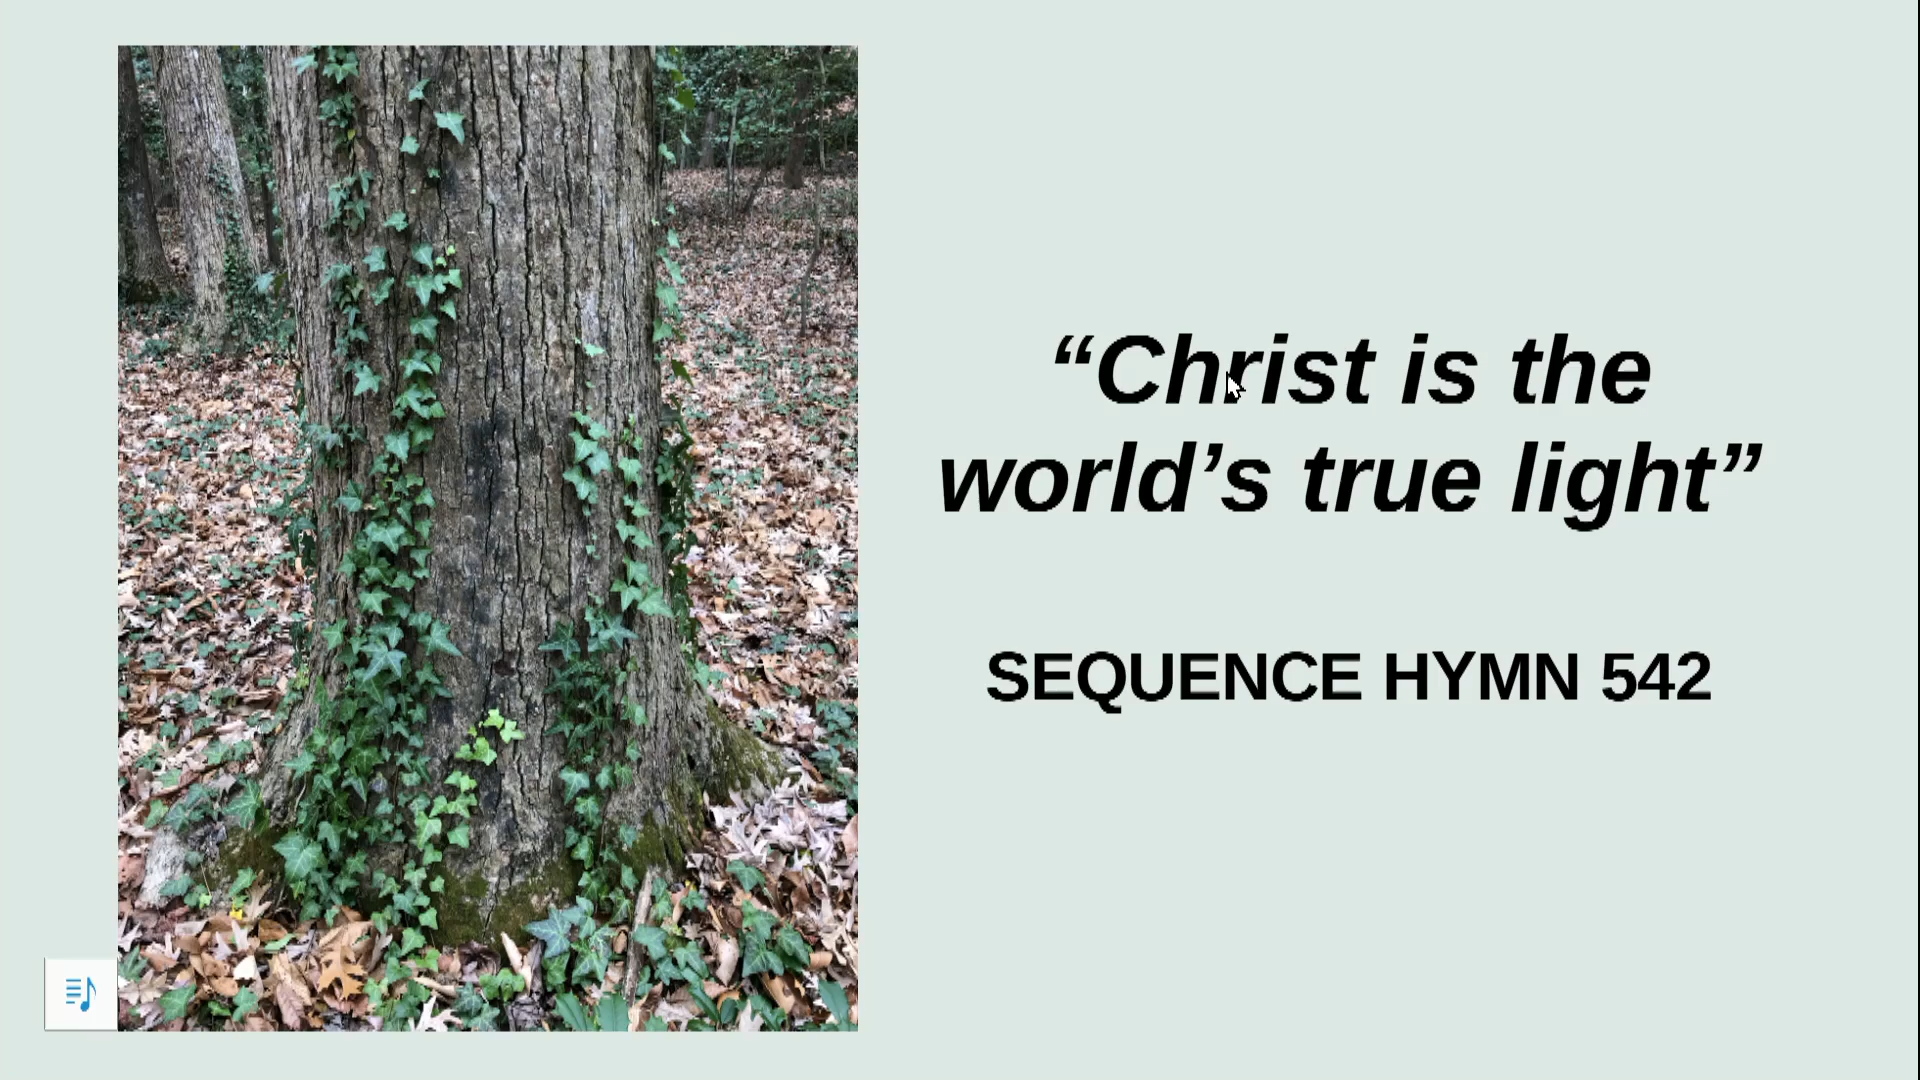 “Christ is the
world’s true light”
SEQUENCE HYMN 542